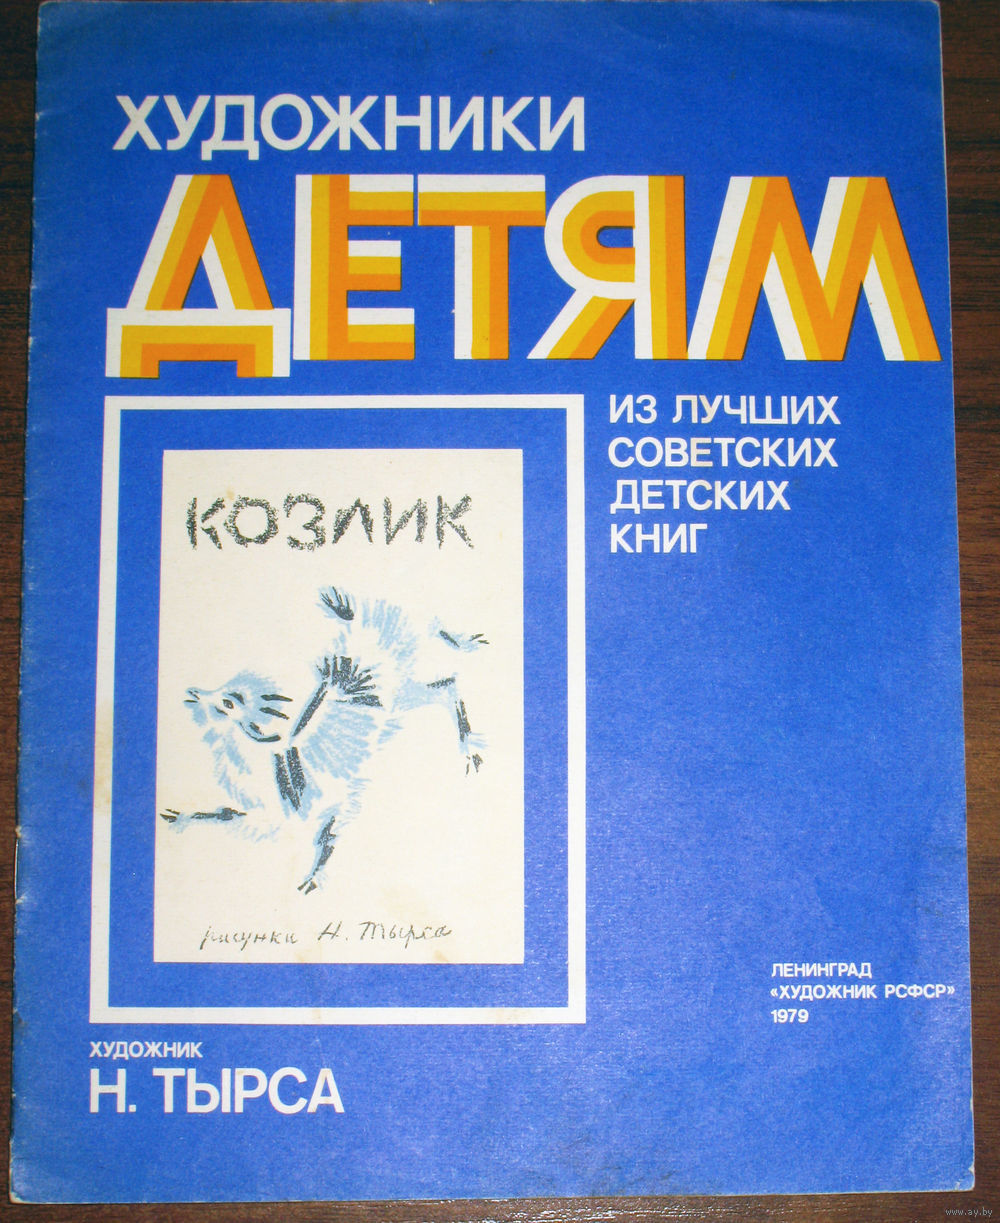 ХУДОЖНИКИ
ДЕТЯМ
ИЗ ЛУЧШИХ
СОВЕТСКИХ
ДЕТСКИХ
КНИГ
КОЗЛИК
рисунки Н. Тырса
ЛЕНИНГРАД
«ХУДОЖНИК РСФСР»
1979
ХУДОЖНИК
Н. ТЫРСА
www.ay.by